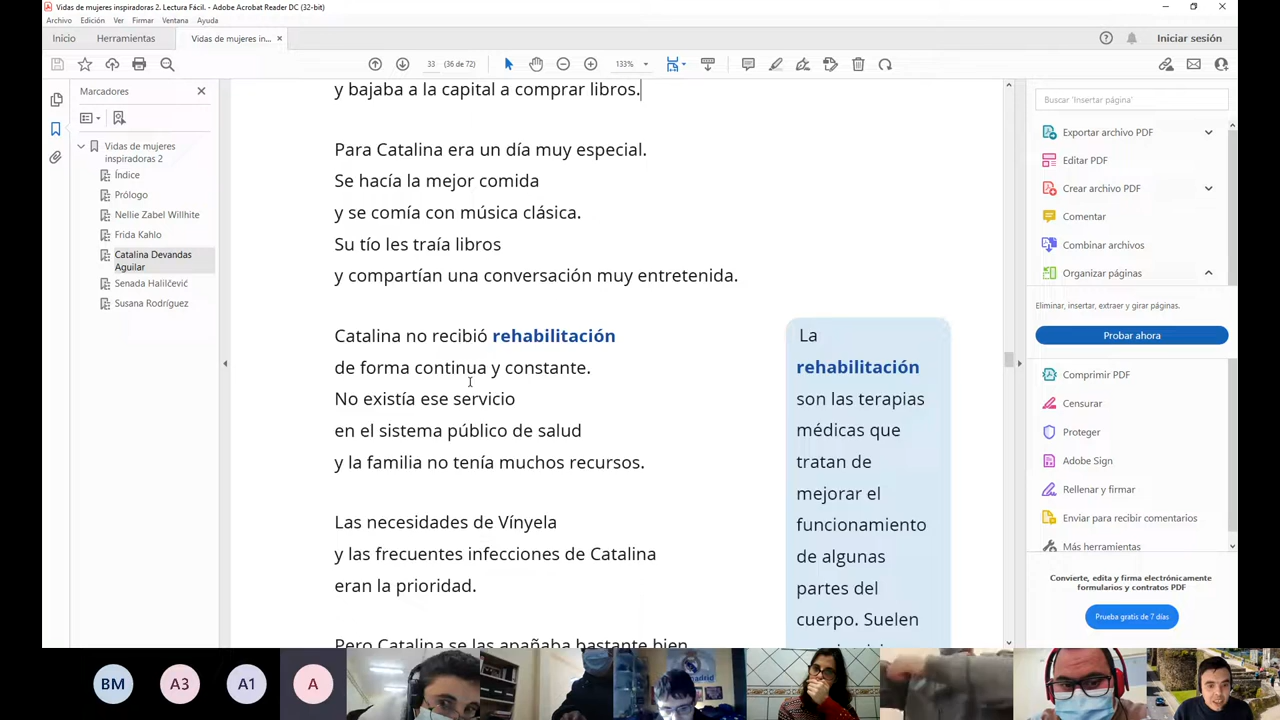 Vidas de mujeres inspiradoras 2. Lectura Fácil. - Adobe Acrobat Reader DC (32-bit)
Archivo Edición Ver Firmar Ventana Ayuda
Inicio Herramientas Vidas de mujeres in... Iniciar sesión
33 (36 de 72) 133%
Marcadores
Vidas de mujeres
inspiradoras 2
Índice
Prólogo
Nellie Zabel Willhite
Frida Kahlo
Catalina Devandas
Aguilar
Senada Halilčević
Susana Rodríguez
y bajaba a la capital a comprar libros.
Para Catalina era un día muy especial.
Se hacía la mejor comida
y se comía con música clásica.
Su tío les traía libros
y compartían una conversación muy entretenida.
Catalina no recibió rehabilitación
de forma continua y constante.
No existía ese servicio
en el sistema público de salud
y la familia no tenía muchos recursos.
Las necesidades de Vínyela
y las frecuentes infecciones de Catalina
eran la prioridad.
Pero Catalina se las apañaba bastante bien
La
rehabilitación
son las terapias
médicas que
tratan de
mejorar el
funcionamiento
de algunas
partes del
cuerpo. Suelen
Buscar 'Insertar página'
Exportar archivo PDF
Editar PDF
Crear archivo PDF
Comentar
Combinar archivos
Organizar páginas
Eliminar, insertar, extraer y girar páginas.
Probar ahora
Comprimir PDF
Censurar
Proteger
Adobe Sign
Rellenar y firmar
Enviar para recibir comentarios
Más herramientas
Convierte, edita y firma electrónicamente
formularios y contratos PDF
Prueba gratis de 7 días
BM A3 A1 A